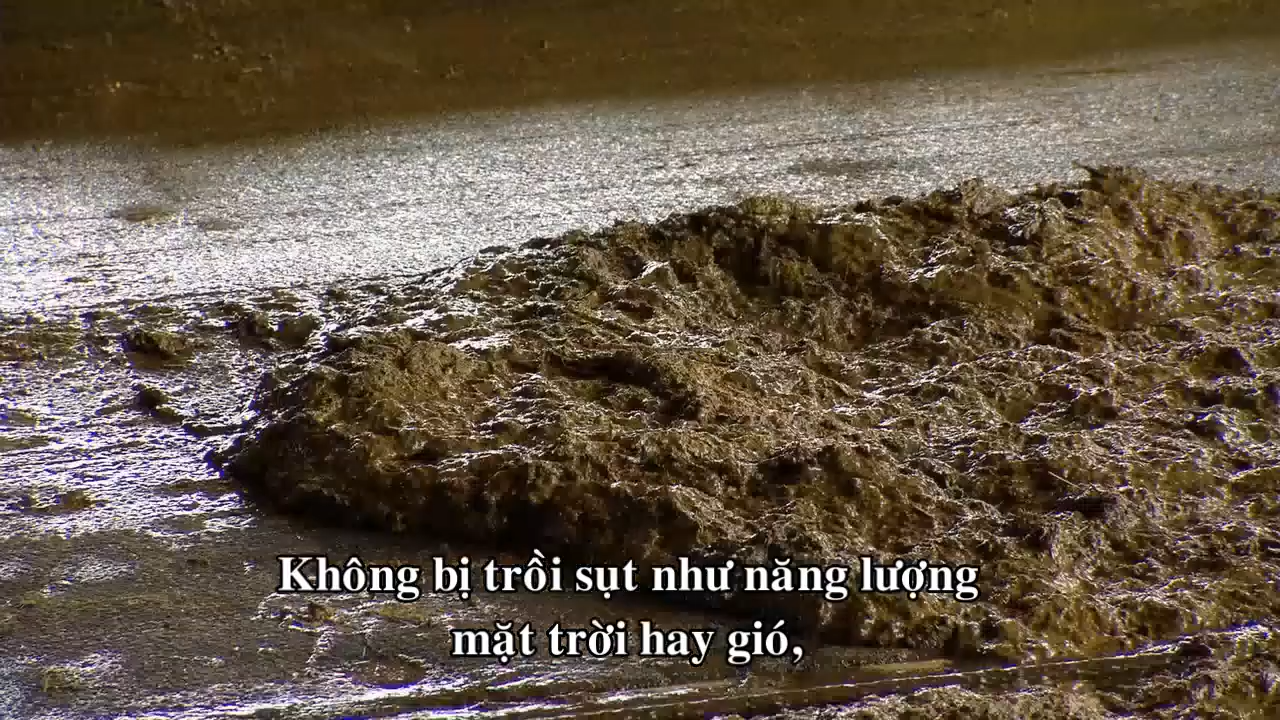 Không bị trồi sụt như năng lượng
mặt trời hay gió,